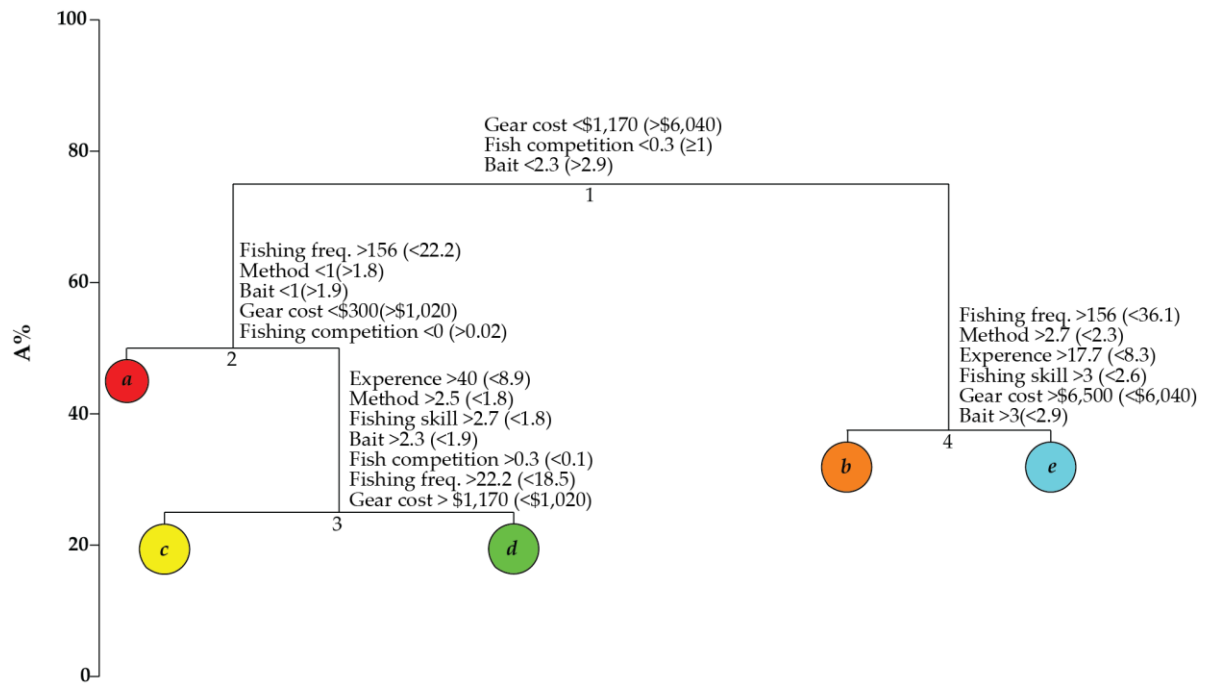 100
Gear cost <$1,170 (>$6,040)
Fish competition <0.3 (≥1)
Bait <2.3 (>2.9)
80
1
Fishing freq. >156 (<22.2)
Method <1(>1.8)
Bait <1(>1.9)
Gear cost <$300(>$1,020)
Fishing competition <0 (>0.02)
2
60
Fishing freq. >156 (<36.1)
Method >2.7 (<2.3)
Experence >17.7 (<8.3)
Fishing skill >3 (<2.6)
Gear cost >$6,500 (<$6,040)
Bait >3(<2.9)
4
A%
a
Experence >40 (<8.9)
Method >2.5 (<1.8)
Fishing skill >2.7 (<1.8)
Bait >2.3 (<1.9)
Fish competition >0.3 (<0.1)
Fishing freq. >22.2 (<18.5)
Gear cost > $1,170 (<$1,020)
3
40
b
e
c
d
20
0